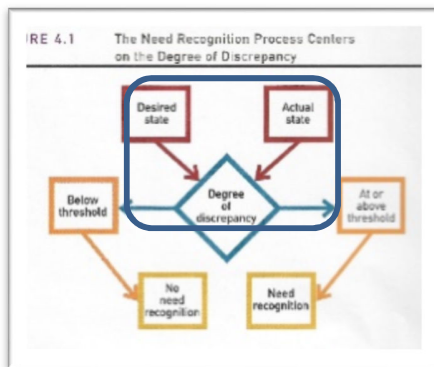 RE 4.1 The Need Recognition Process Centers
on the Degree of Discrepancy
Desired
state
Actual
state
Below
threshold
Degree
of
discrepancy
At or
above
threshold
No
need
recognition
Need
recognition